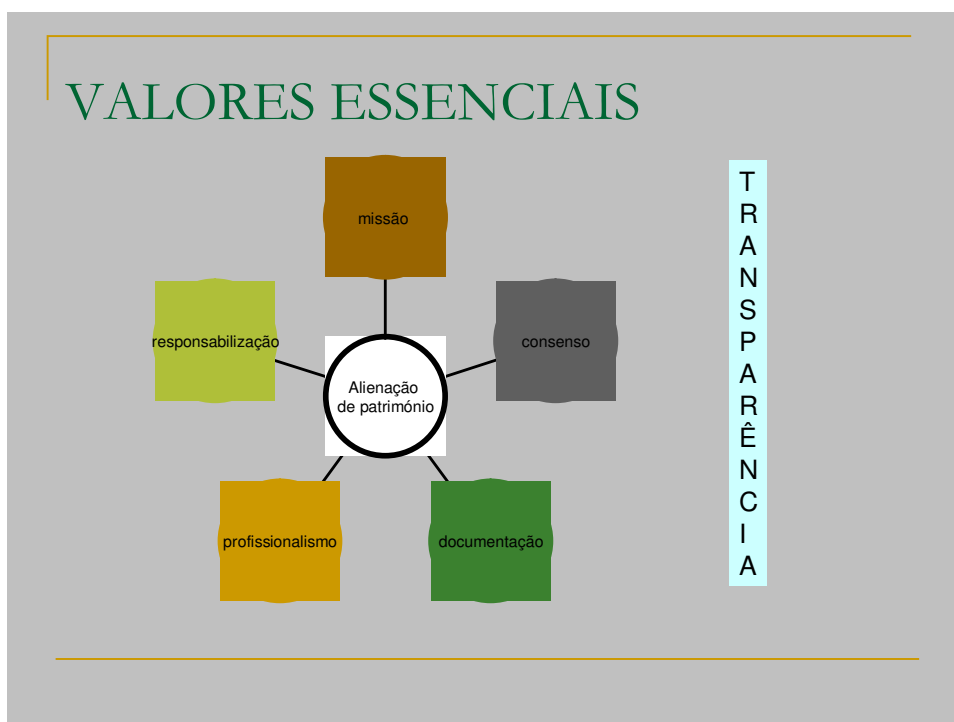 VALORES ESSENCIAIS
missão
responsabilização
consenso
Alienação
de património
profissionalismo
documentação
T
R
A
N
S
P
A
R
Ê
N
C
I
A